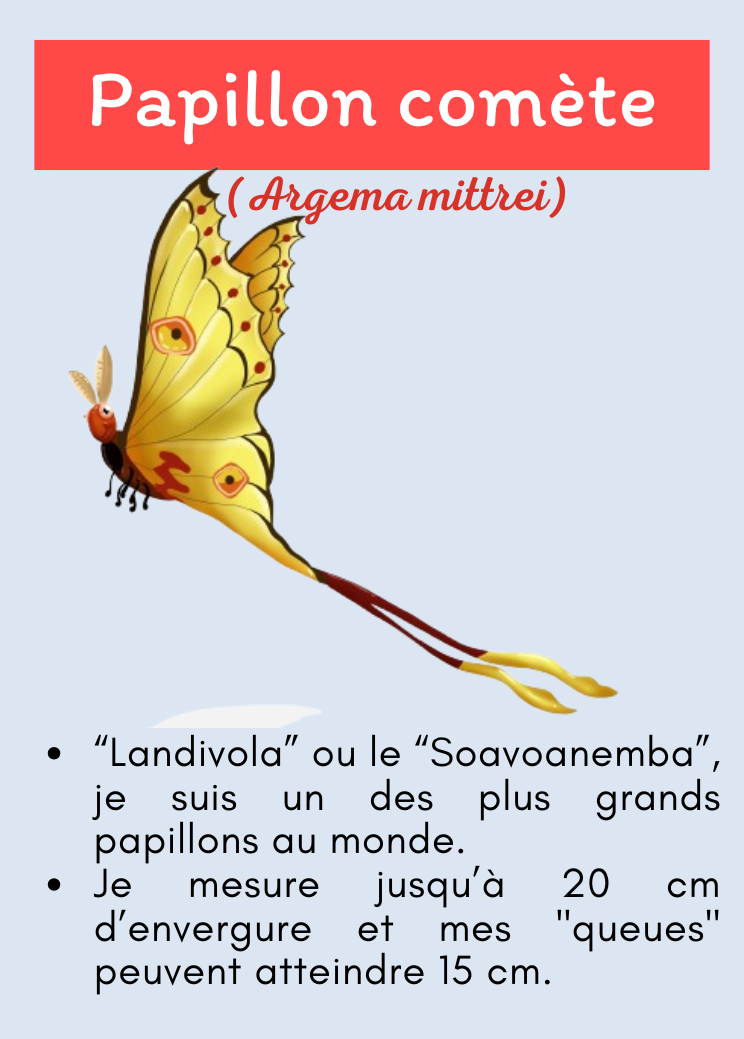 Papillon comète
( Argema mittrei)
• “Landivola” ou le “Soavoanemba”,
je suis un des plus grands
papillons au monde.
• Je mesure jusqu’à 20 cm
d’envergure et mes "queues"
peuvent atteindre 15 cm.